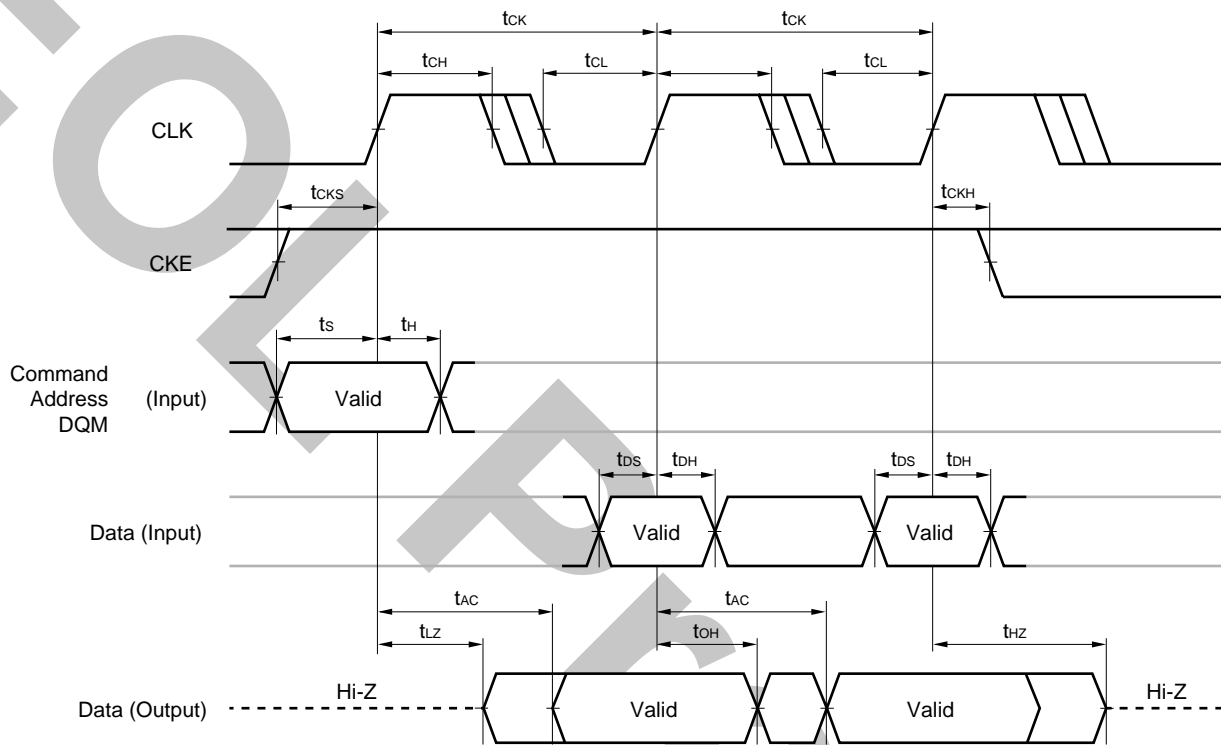 tCK tCK
tCH tCL tCL
CLK
tCKS tCKH
CKE
tS tH
Command
Address (Input) Valid
DQM
tDS tDH tDS tDH
Data (Input) Valid Valid
tAC tAC
tLZ tOH tHZ
Hi-Z Hi-Z
Data (Output) Valid Valid